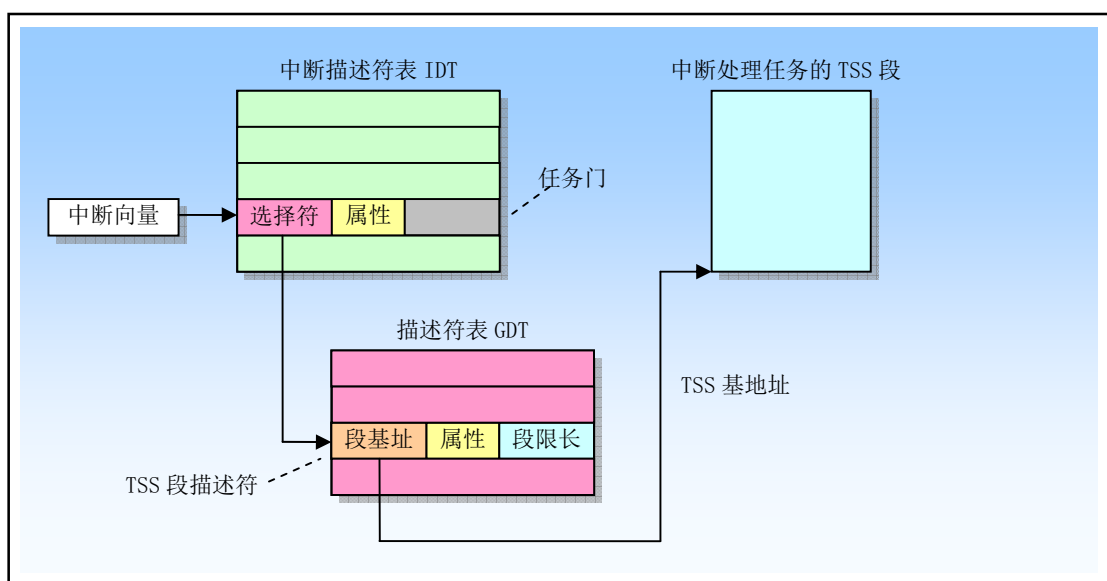 中断描述符表 IDT
中断处理任务的 TSS 段
任务门
中断向量
选择符
属性
描述符表 GDT
TSS 基地址
段基址
属性
段限长
TSS 段描述符